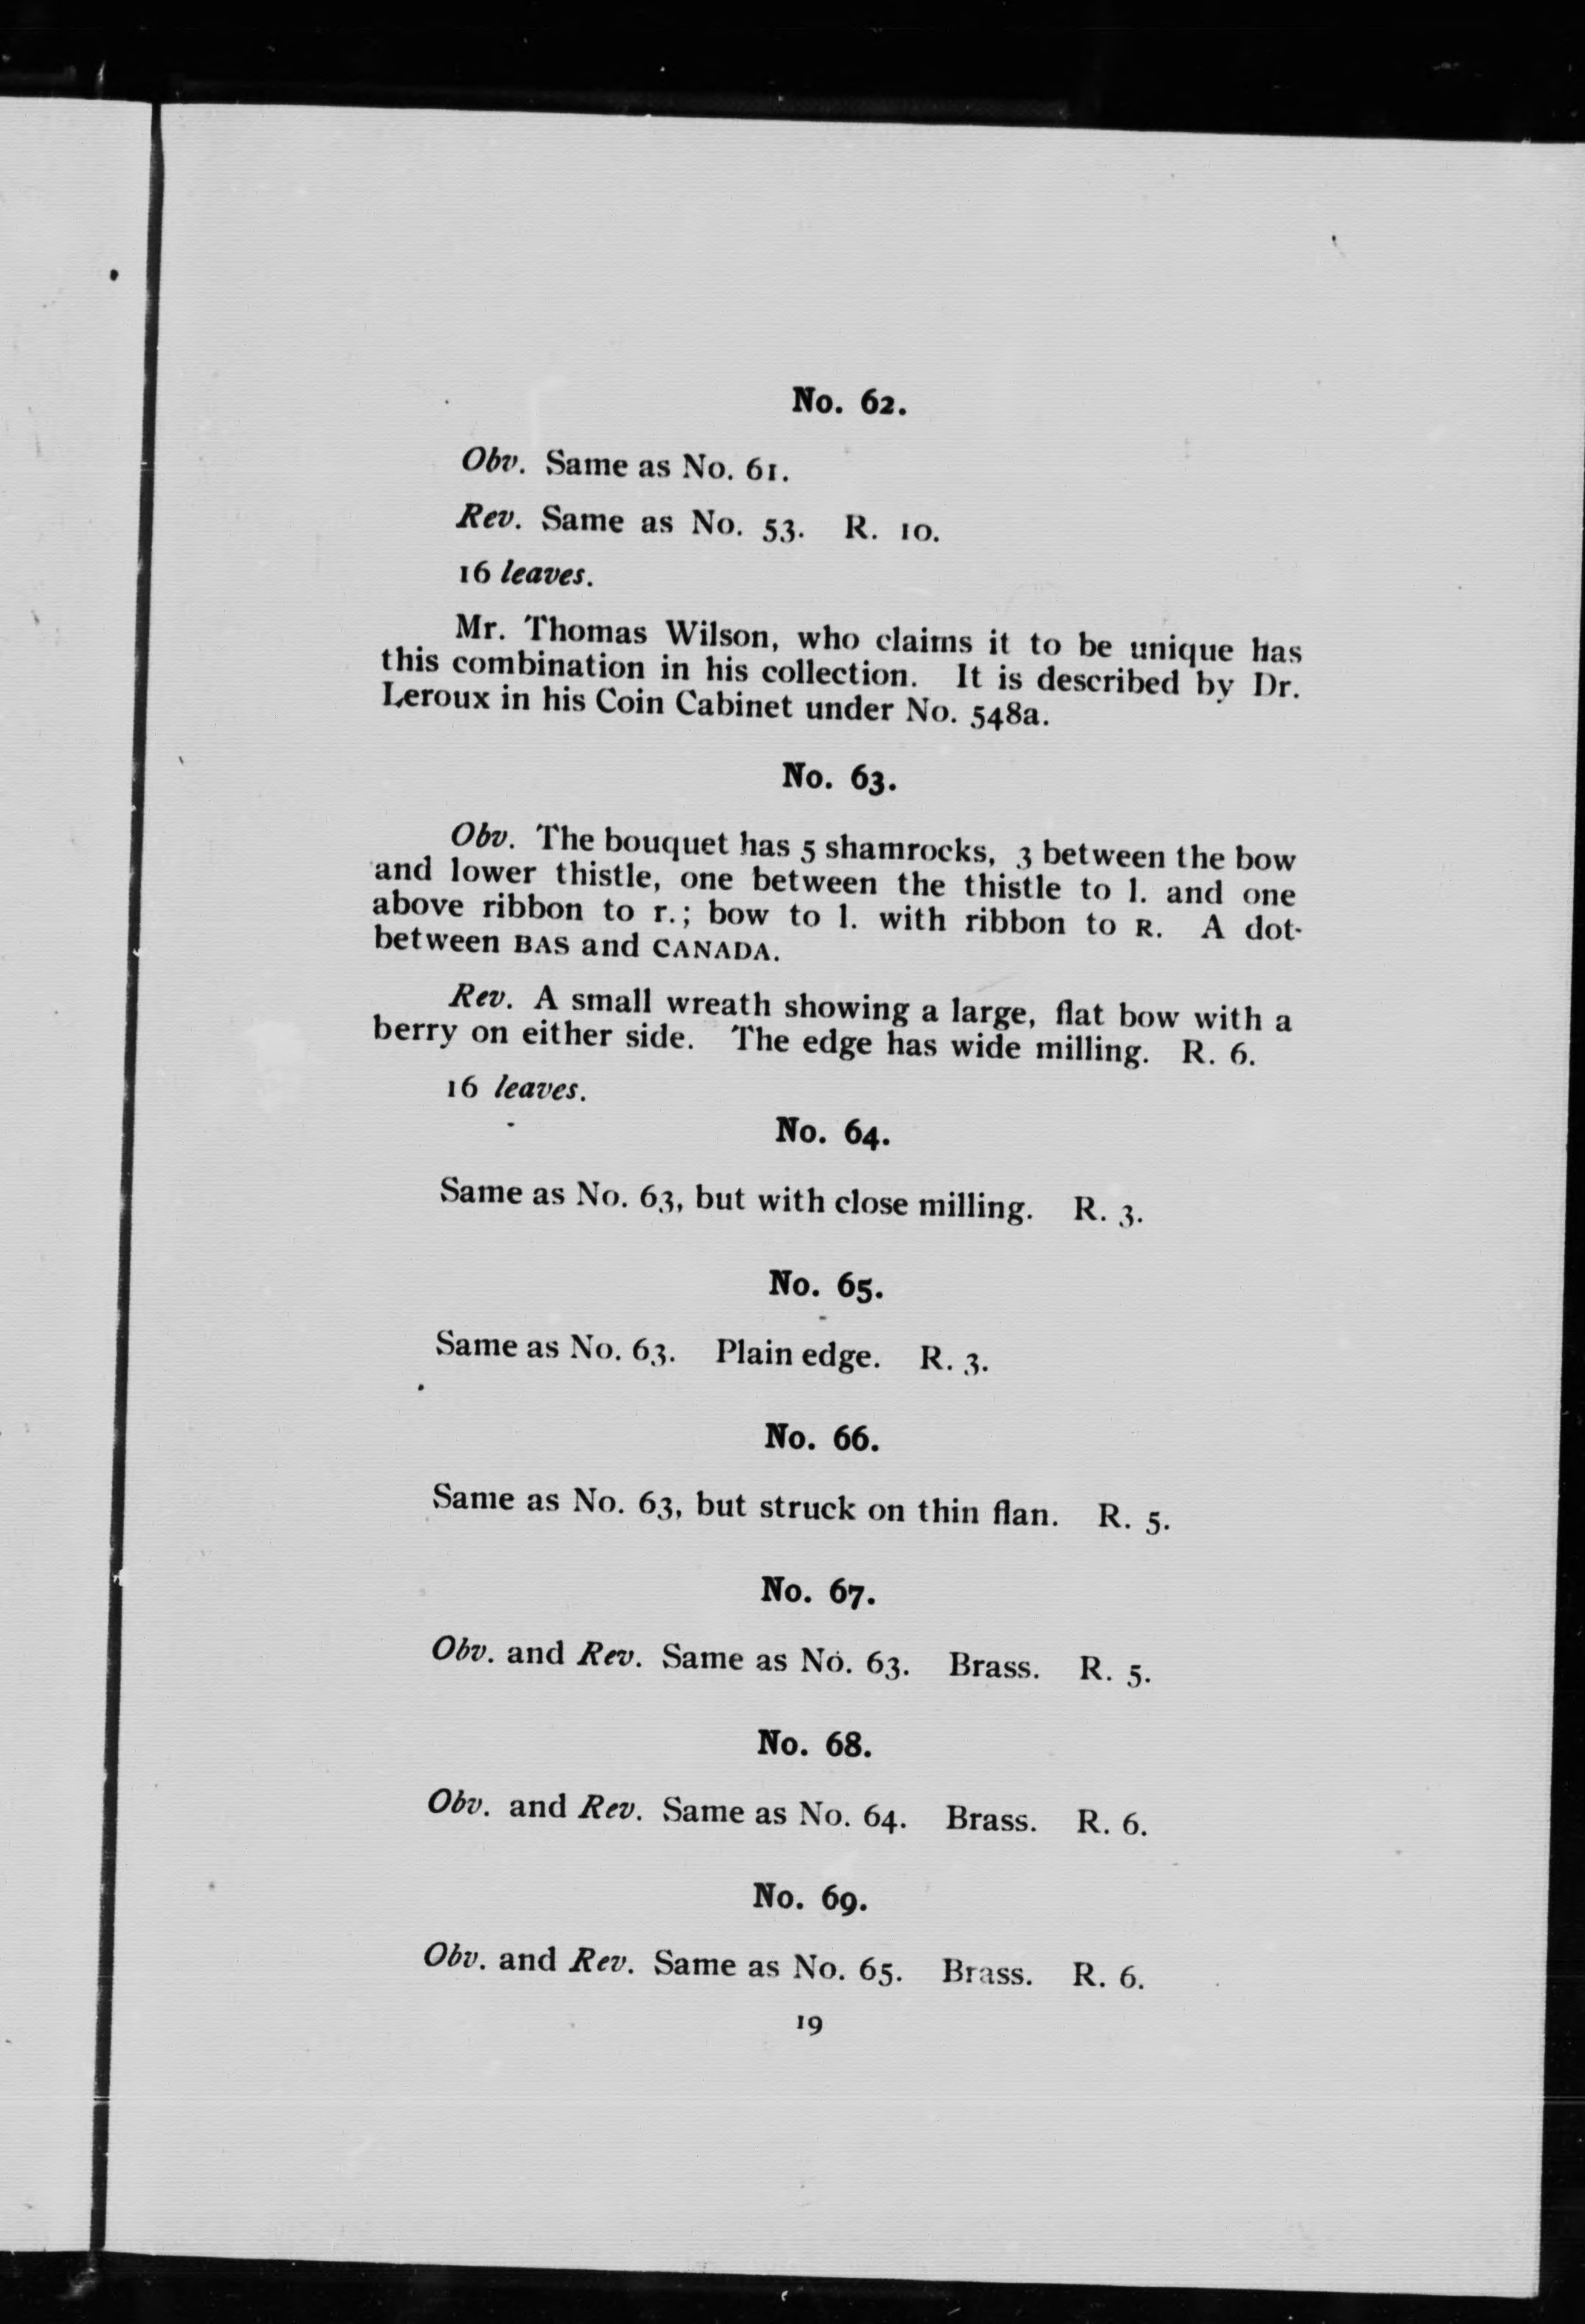 No. 62.
Obv. Same as No. 61.
Rev. Same as No. 53. R. 10.
16 leaves.
Mr. Thomas Wilson, who claims it to be unique has
this combination in his collection. It is described by Dr.
Leroux in his Coin Cabinet under No. 548a.
No. 63.
Obv. The bouquet has 5 shamrocks, 3 between the bow
and lower thistle, one between the thistle to l. and one
above ribbon to r.; bow to l. with ribbon to R. A dot
between BAS and CANADA.
Rev. A small wreath showing a large, flat bow with a
berry on either side. The edge has wide milling. R. 6.
16 leaves.
No. 64.
Same as No. 63, but with close milling. R. 3.
No. 65.
Same as No. 63. Plain edge. R. 3.
No. 66.
Same as No. 63, but struck on thin flan. R. 5.
No. 67.
Obv. and Rev. Same as No. 63. Brass. R. 5.
No. 68.
Obv. and Rev. Same as No. 64. Brass. R. 6.
No. 69.
Obv. and Rev. Same as No. 65. Brass. R. 6.
19